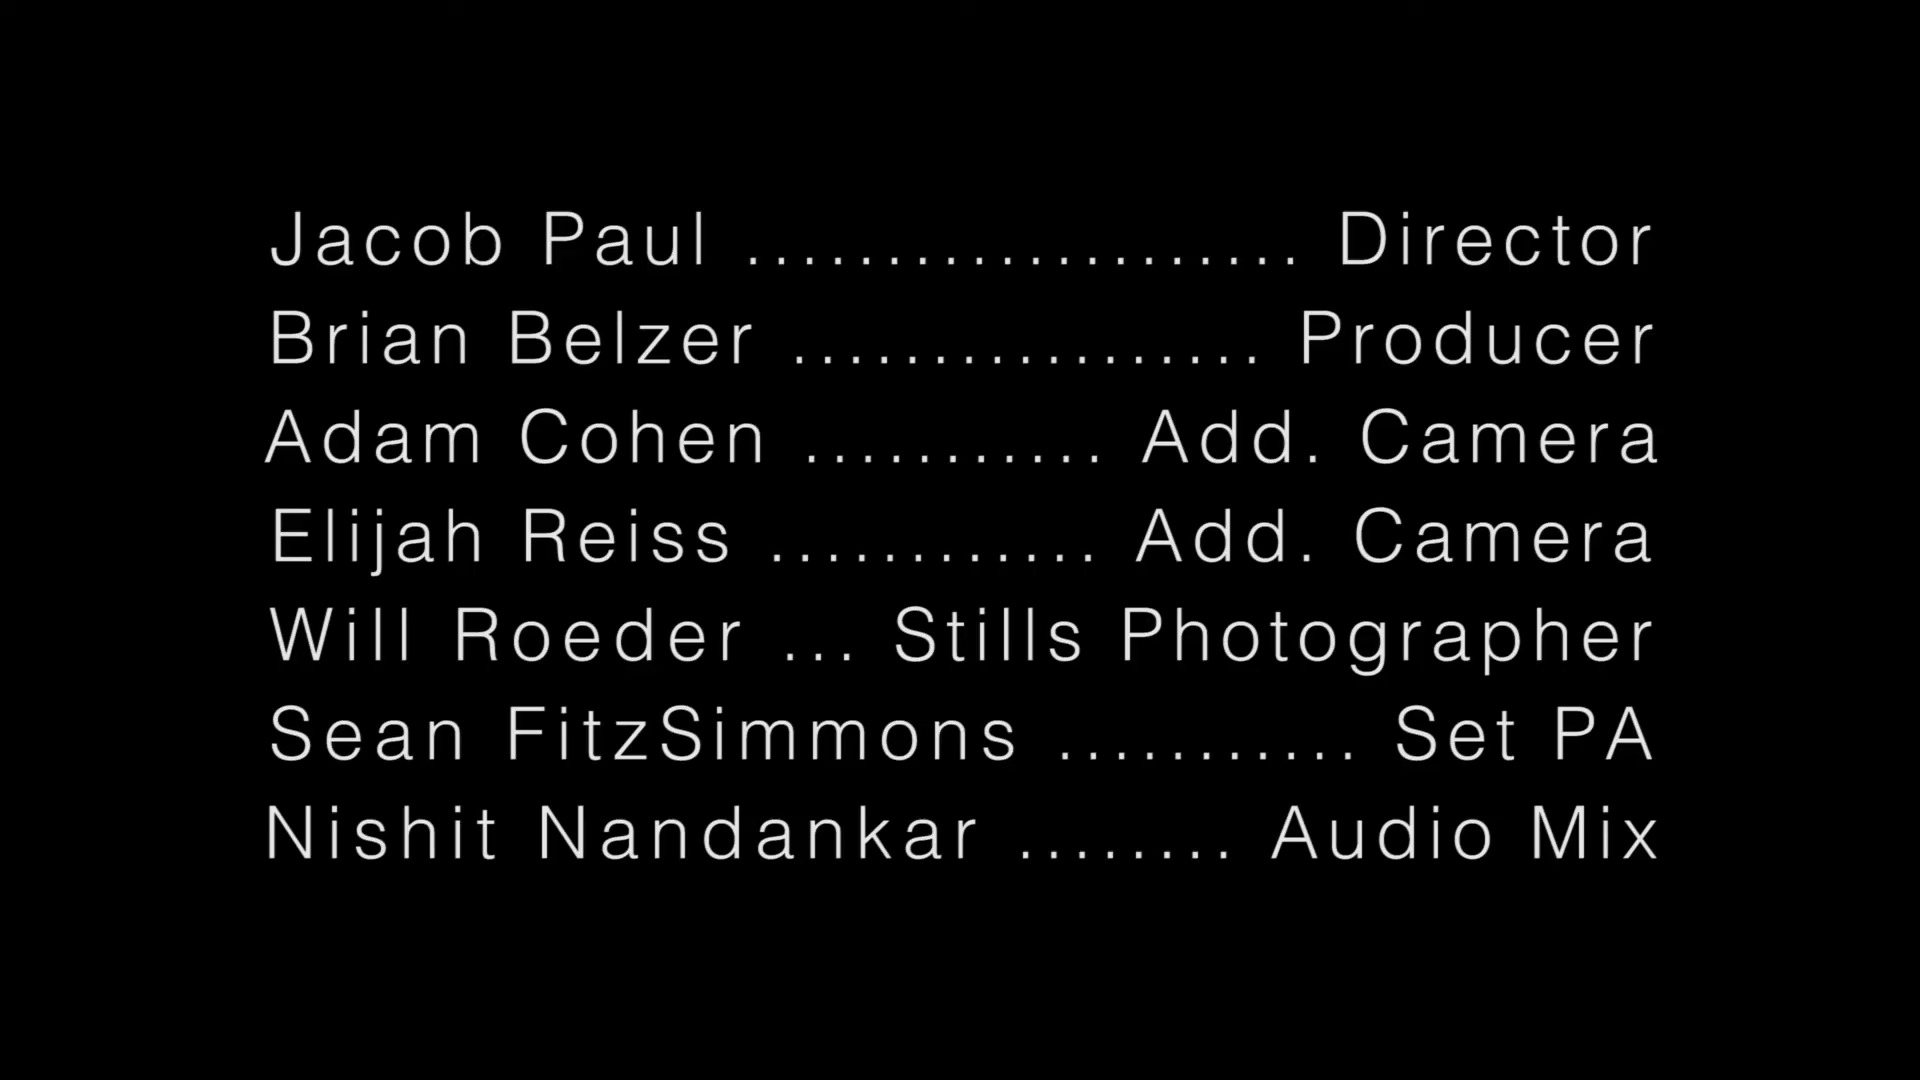 Jacob Paul .................... Director
Brian Belzer ................. Producer
Adam Cohen ........... Add. Camera
Elijah Reiss ............ Add. Camera
Will Roeder ... Stills Photographer
Sean FitzSimmons ........... Set PA
Nishit Nandankar ........ Audio Mix